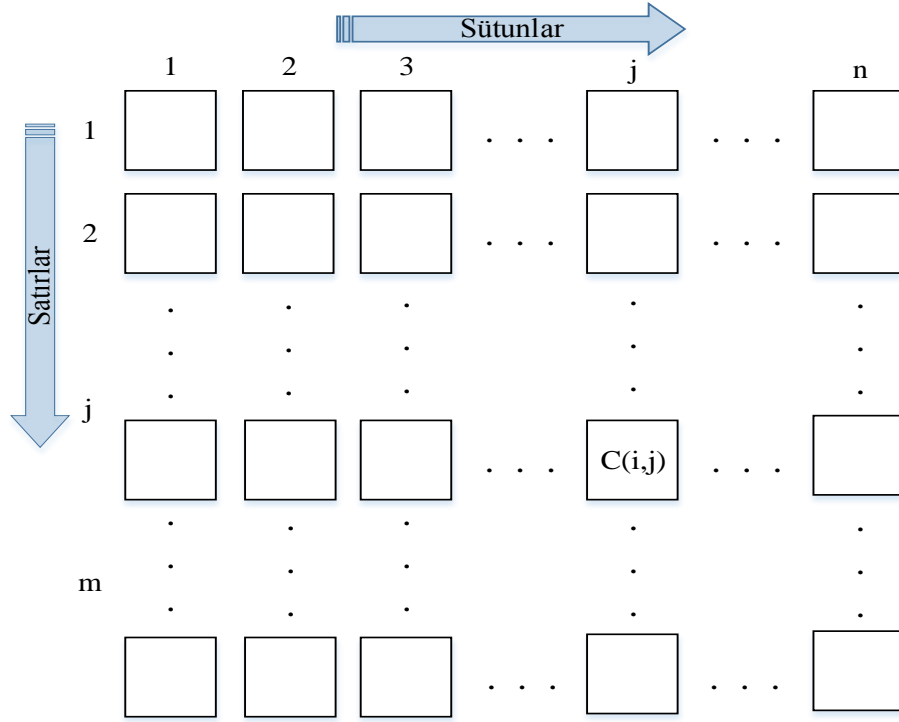 Sütunlar
1 2 3 j n
1
. . . . . .
2
. . . . . .
Satırlar
j
. . . C(i,j) . . .
m
. . . . . .